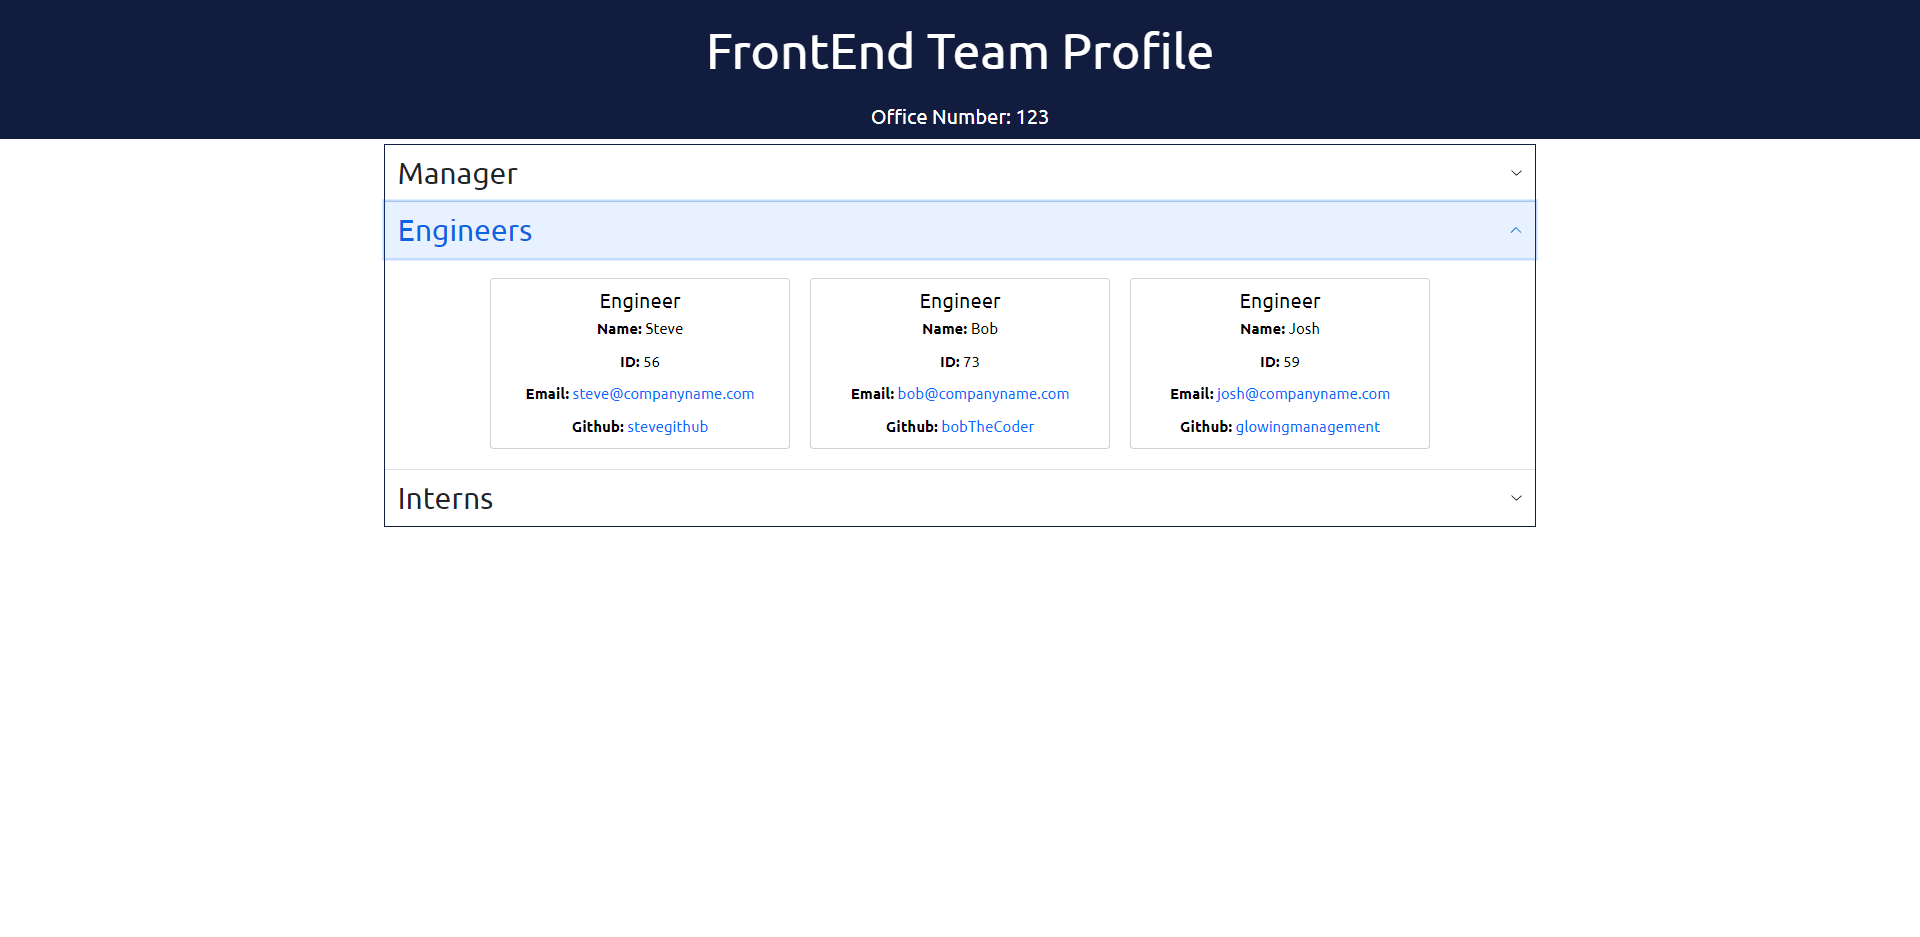 FrontEnd Team Profile
Office Number: 123
Manager
Engineers
Engineer
Name: Steve
ID: 56
Email: steve@companyname.com
Github: stevegithub
Engineer
Name: Bob
ID: 73
Email: bob@companyname.com
Github: bobTheCoder
Engineer
Name: Josh
ID: 59
Email: josh@companyname.com
Github: glowingmanagement
Interns